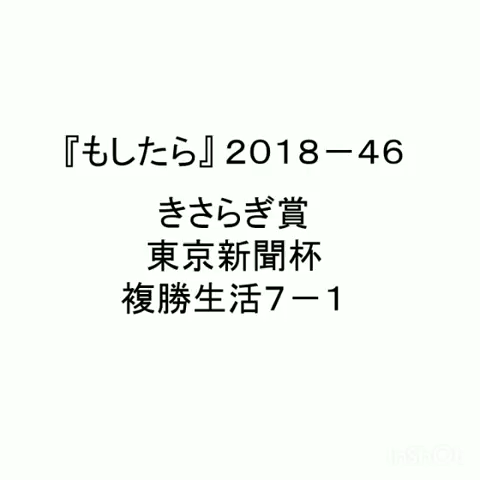 『もしたら』２０１８－４６
きさらぎ賞
東京新聞杯
複勝生活７－１